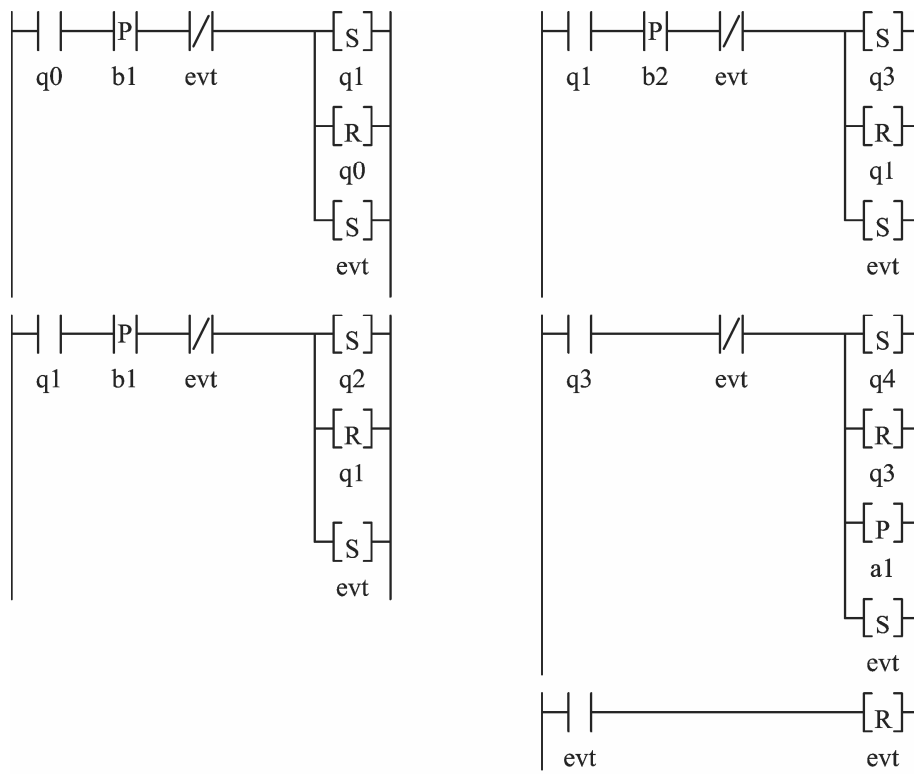 P S
q0 b1 evt q1
R
q0
S
evt
P S
q1 b1 evt q2
R
q1
S
evt
P S
q1 b2 evt q3
R
q1
S
evt
S
q3 evt q4
R
q3
P
a1
S
evt
R
evt evt